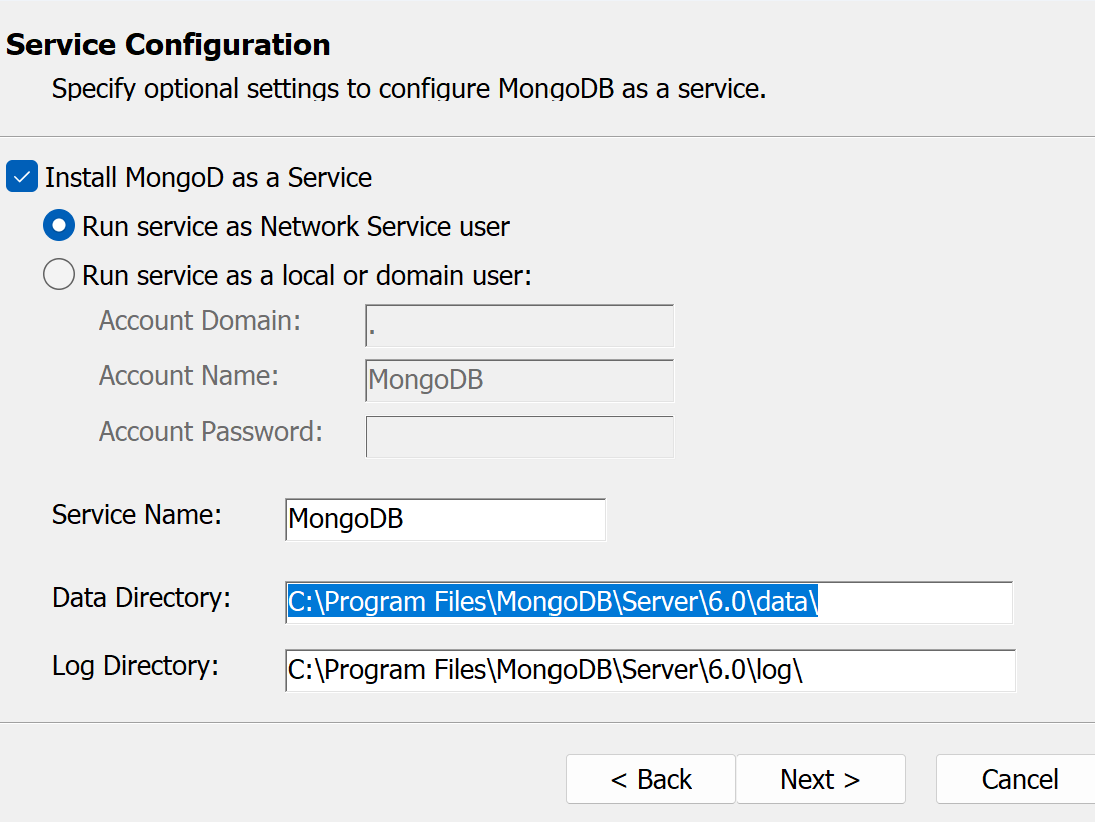 Service Configuration
Specify optional settings to configure MongoDB as a service.
Install MongoD as a Service
Run service as Network Service user
Run service as a local or domain user:
Account Domain: .
Account Name: MongoDB
Account Password:
Service Name: MongoDB
Data Directory: C:\Program Files\MongoDB\Server\6.0\data\
Log Directory: C:\Program Files\MongoDB\Server\6.0\log\
< Back Next > Cancel